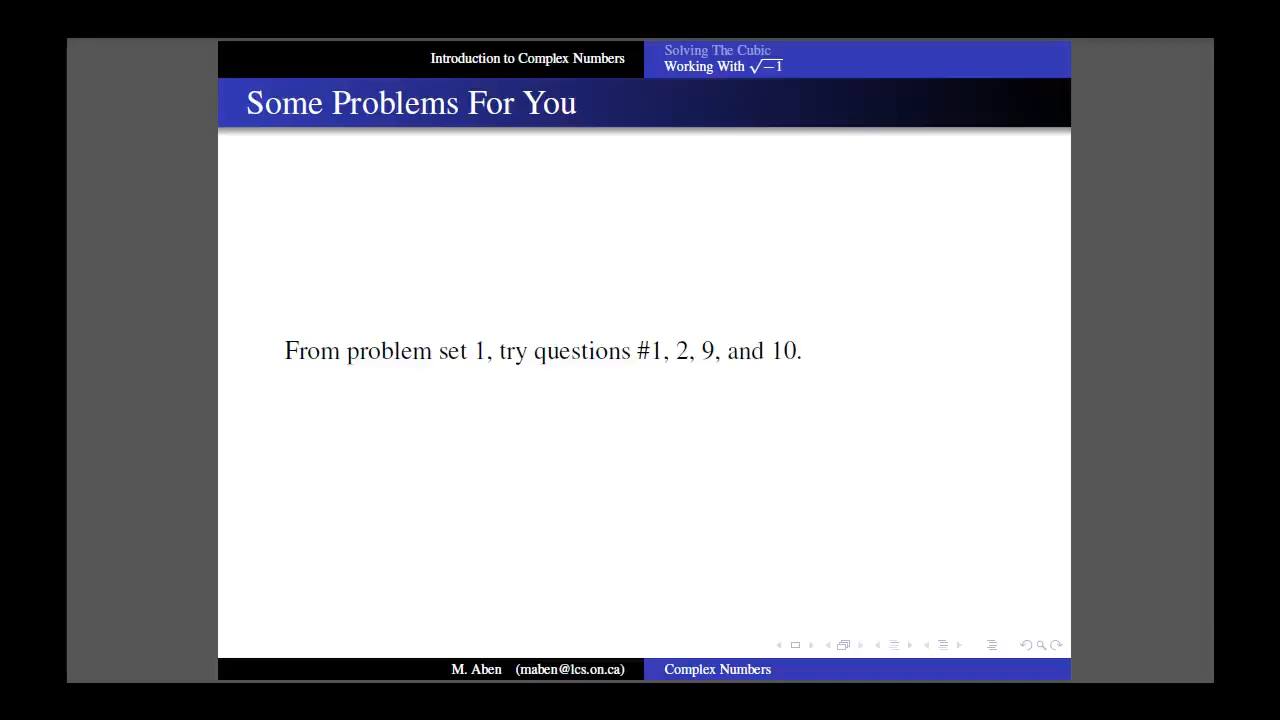 Introduction to Complex Numbers
Solving The Cubic
Working With √−1
Some Problems For You
From problem set 1, try questions #1, 2, 9, and 10.
M. Aben (maben@lcs.on.ca)
Complex Numbers